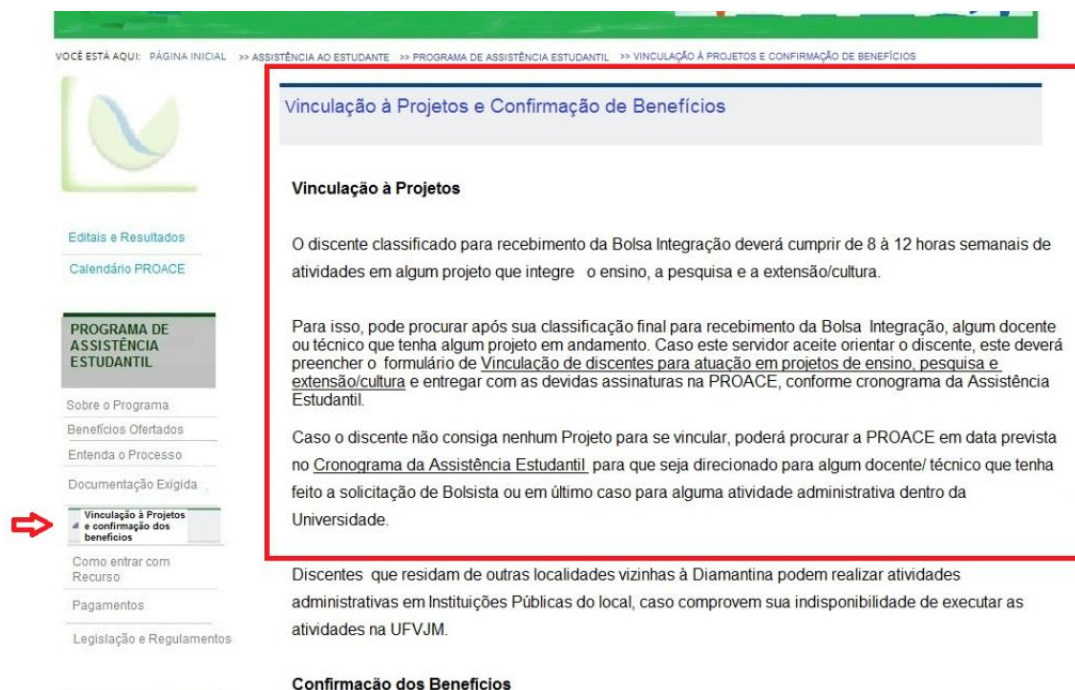 VOCÊ ESTÁ AQUI: PÁGINA INICIAL >> ASSISTÊNCIA AO ESTUDANTE >> PROGRAMA DE ASSISTÊNCIA ESTUDANTIL >> VINCULAÇÃO À PROJETOS E CONFIRMAÇÃO DE BENEFÍCIOS
Editais e Resultados
Calendário PROACE
PROGRAMA DE
ASSISTÊNCIA
ESTUDANTIL
Sobre o Programa
Benefícios Ofertados
Entenda o Processo
Documentação Exigida
Vinculação à Projetos
e confirmação dos
benefícios
Como entrar com
Recurso
Pagamentos
Legislação e Regulamentos
Vinculação à Projetos e Confirmação de Benefícios
Vinculação à Projetos
O discente classificado para recebimento da Bolsa Integração deverá cumprir de 8 à 12 horas semanais de
atividades em algum projeto que integre o ensino, a pesquisa e a extensão/cultura.
Para isso, pode procurar após sua classificação final para recebimento da Bolsa Integração, algum docente
ou técnico que tenha algum projeto em andamento. Caso este servidor aceite orientar o discente, este deverá
preencher o formulário de Vinculação de discentes para atuação em projetos de ensino, pesquisa e
extensão/cultura e entregar com as devidas assinaturas na PROACE, conforme cronograma da Assistência
Estudantil.
Caso o discente não consiga nenhum Projeto para se vincular, poderá procurar a PROACE em data prevista
no Cronograma da Assistência Estudantil para que seja direcionado para algum docente/ técnico que tenha
feito a solicitação de Bolsista ou em último caso para alguma atividade administrativa dentro da
Universidade.
Discentes que residam de outras localidades vizinhas à Diamantina podem realizar atividades
administrativas em Instituições Públicas do local, caso comprovem sua indisponibilidade de executar as
atividades na UFVJM.
Confirmação dos Benefícios